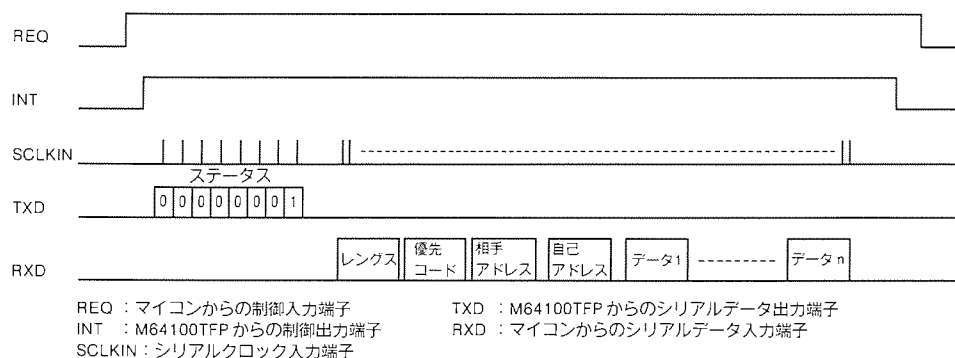 REQ
INT
SCLKIN
ステータス
TXD 0 0 0 0 0 0 0 1
RXD レングス 優先コード 相手アドレス 自己アドレス データ1 データn
REQ :マイコンからの制御入力端子
INT :M64100TFPからの制御出力端子
SCLKIN:シリアルクロック入力端子
TXD :M64100TFPからのシリアルデータ出力端子
RXD :マイコンからのシリアルデータ入力端子